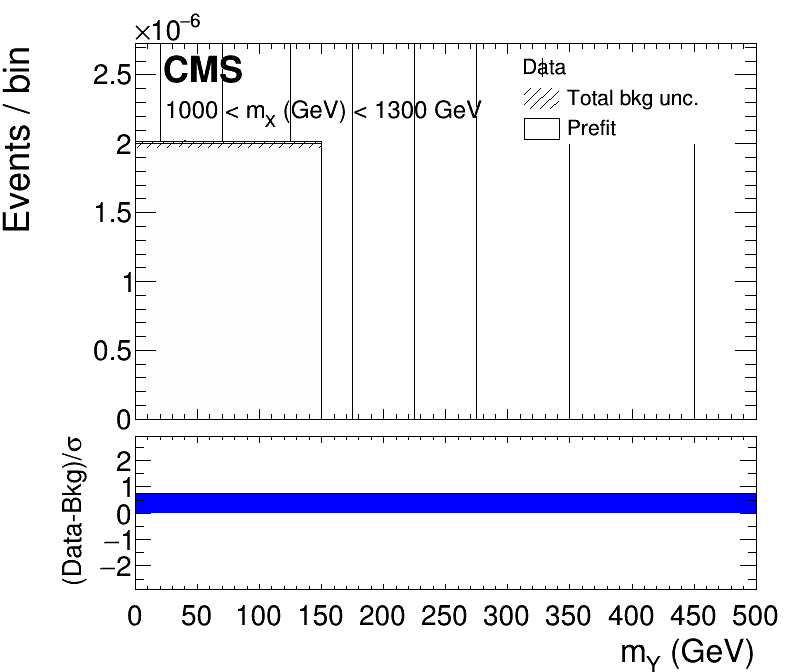 ×10⁻⁶
Events / bin
2.5
2
1.5
1
0.5
0
CMS
1000 < m_X (GeV) < 1300 GeV
Data
Total bkg unc.
Prefit
(Data-Bkg)/σ
2
1
0
−1
−2
0 50 100 150 200 250 300 350 400 450 500
m_Y (GeV)